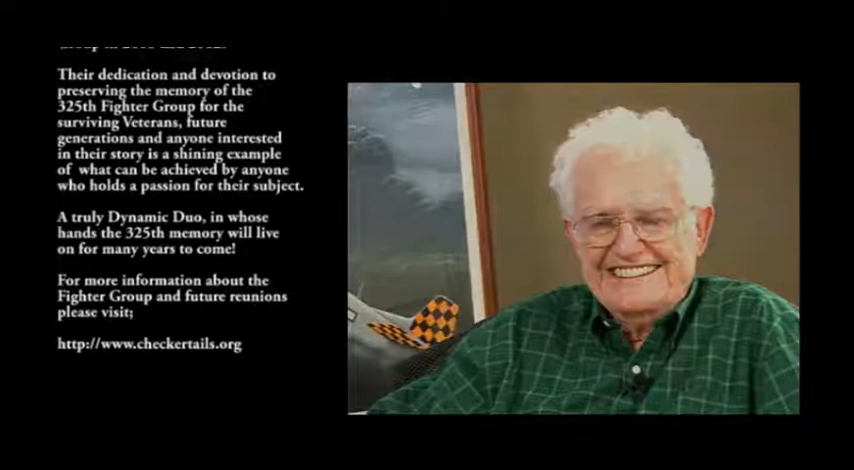 Their dedication and devotion to
preserving the memory of the
325th Fighter Group for the
surviving Veterans, future
generations and anyone interested
in their story is a shining example
of what can be achieved by anyone
who holds a passion for their subject.
A truly Dynamic Duo, in whose
hands the 325th memory will live
on for many years to come!
For more information about the
Fighter Group and future reunions
please visit;
http://www.checkertails.org